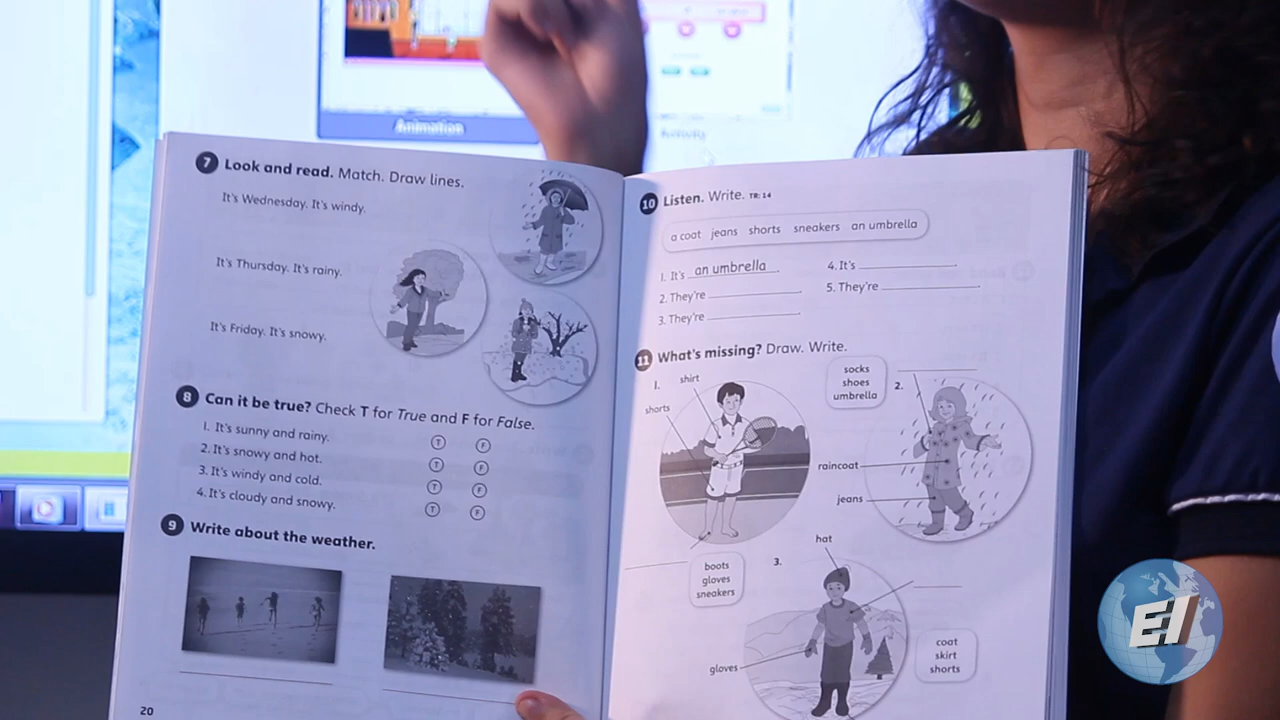 Animation
Activity
7 Look and read. Match. Draw lines.
It's Wednesday. It's windy.
It's Thursday. It's rainy.
It's Friday. It's snowy.
8 Can it be true? Check T for True and F for False.
1. It's sunny and rainy. T F
2. It's snowy and hot. T F
3. It's windy and cold. T F
4. It's cloudy and snowy. T F
9 Write about the weather.
20
10 Listen. Write. TR: 14
a coat jeans shorts sneakers an umbrella
1. It's an umbrella.
2. They're
3. They're
4. It's
5. They're
11 What's missing? Draw. Write.
1.
shirt
shorts
boots
gloves
sneakers
socks
shoes
umbrella
2.
raincoat
jeans
3.
hat
gloves
coat
skirt
shorts
EI